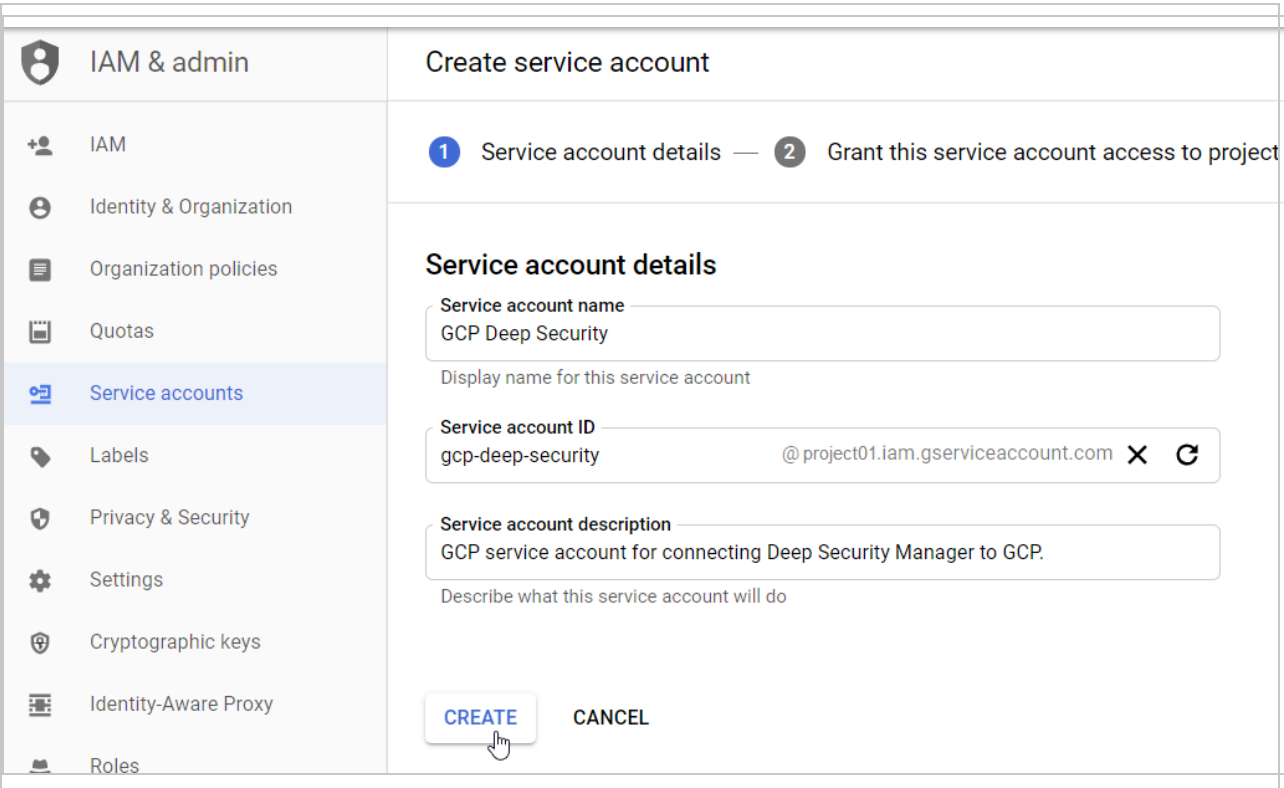 IAM & admin
IAM
Identity & Organization
Organization policies
Quotas
Service accounts
Labels
Privacy & Security
Settings
Cryptographic keys
Identity-Aware Proxy
Roles
Create service account
1 Service account details — 2 Grant this service account access to project
Service account details
Service account name
GCP Deep Security
Display name for this service account
Service account ID
gcp-deep-security @project01.iam.gserviceaccount.com
Service account description
GCP service account for connecting Deep Security Manager to GCP.
Describe what this service account will do
CREATE CANCEL